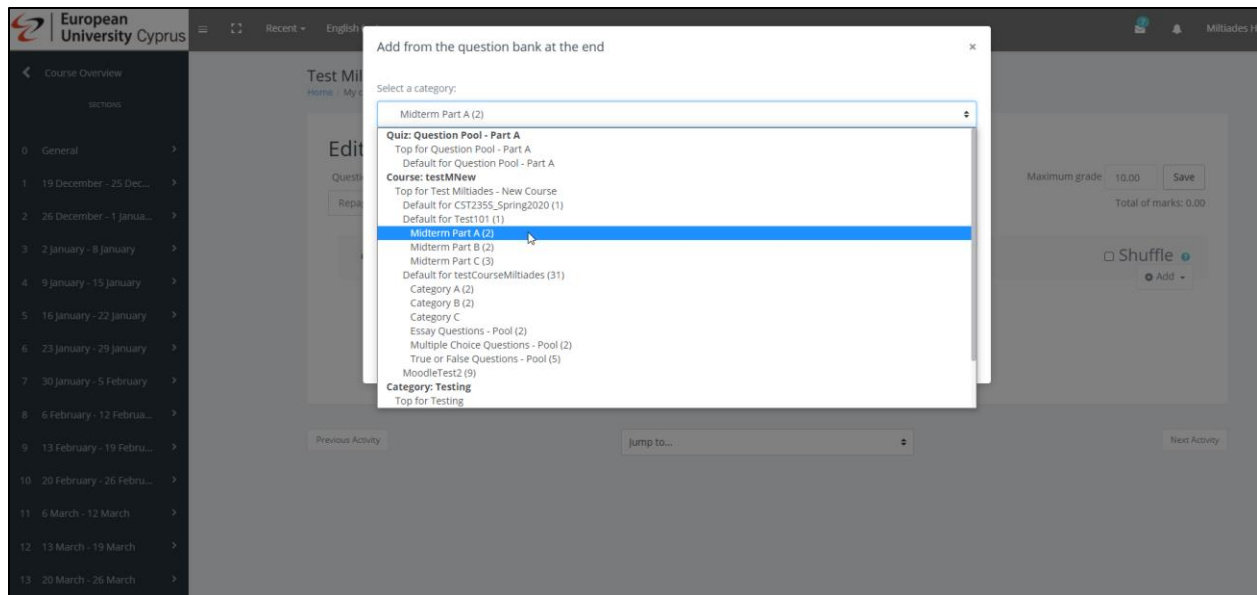 European
University Cyprus
Recent
English
Miltiades H
Course Overview
SECTIONS
0 General
1 19 December - 25 Dec...
2 26 December - 1 Janua...
3 2 January - 8 January
4 9 January - 15 January
5 16 January - 22 January
6 23 January - 29 January
7 30 January - 5 February
8 6 February - 12 Februa...
9 13 February - 19 Febru...
10 20 February - 26 Febru...
11 6 March - 12 March
12 13 March - 19 March
13 20 March - 26 March
Test Mil
Home / My c
Edit
Questi
Repa
Maximum grade 10.00 Save
Total of marks: 0.00
Shuffle
Add
Add from the question bank at the end
×
Select a category:
Midterm Part A (2)
Quiz: Question Pool - Part A
Top for Question Pool - Part A
Default for Question Pool - Part A
Course: testMNew
Top for Test Miltiades - New Course
Default for CST235S_Spring2020 (1)
Default for Test101 (1)
Midterm Part A (2)
Midterm Part B (2)
Midterm Part C (3)
Default for testCourseMiltiades (31)
Category A (2)
Category B (2)
Category C
Essay Questions - Pool (2)
Multiple Choice Questions - Pool (2)
True or False Questions - Pool (5)
MoodleTest2 (9)
Category: Testing
Top for Testing
Previous Activity
Jump to...
Next Activity